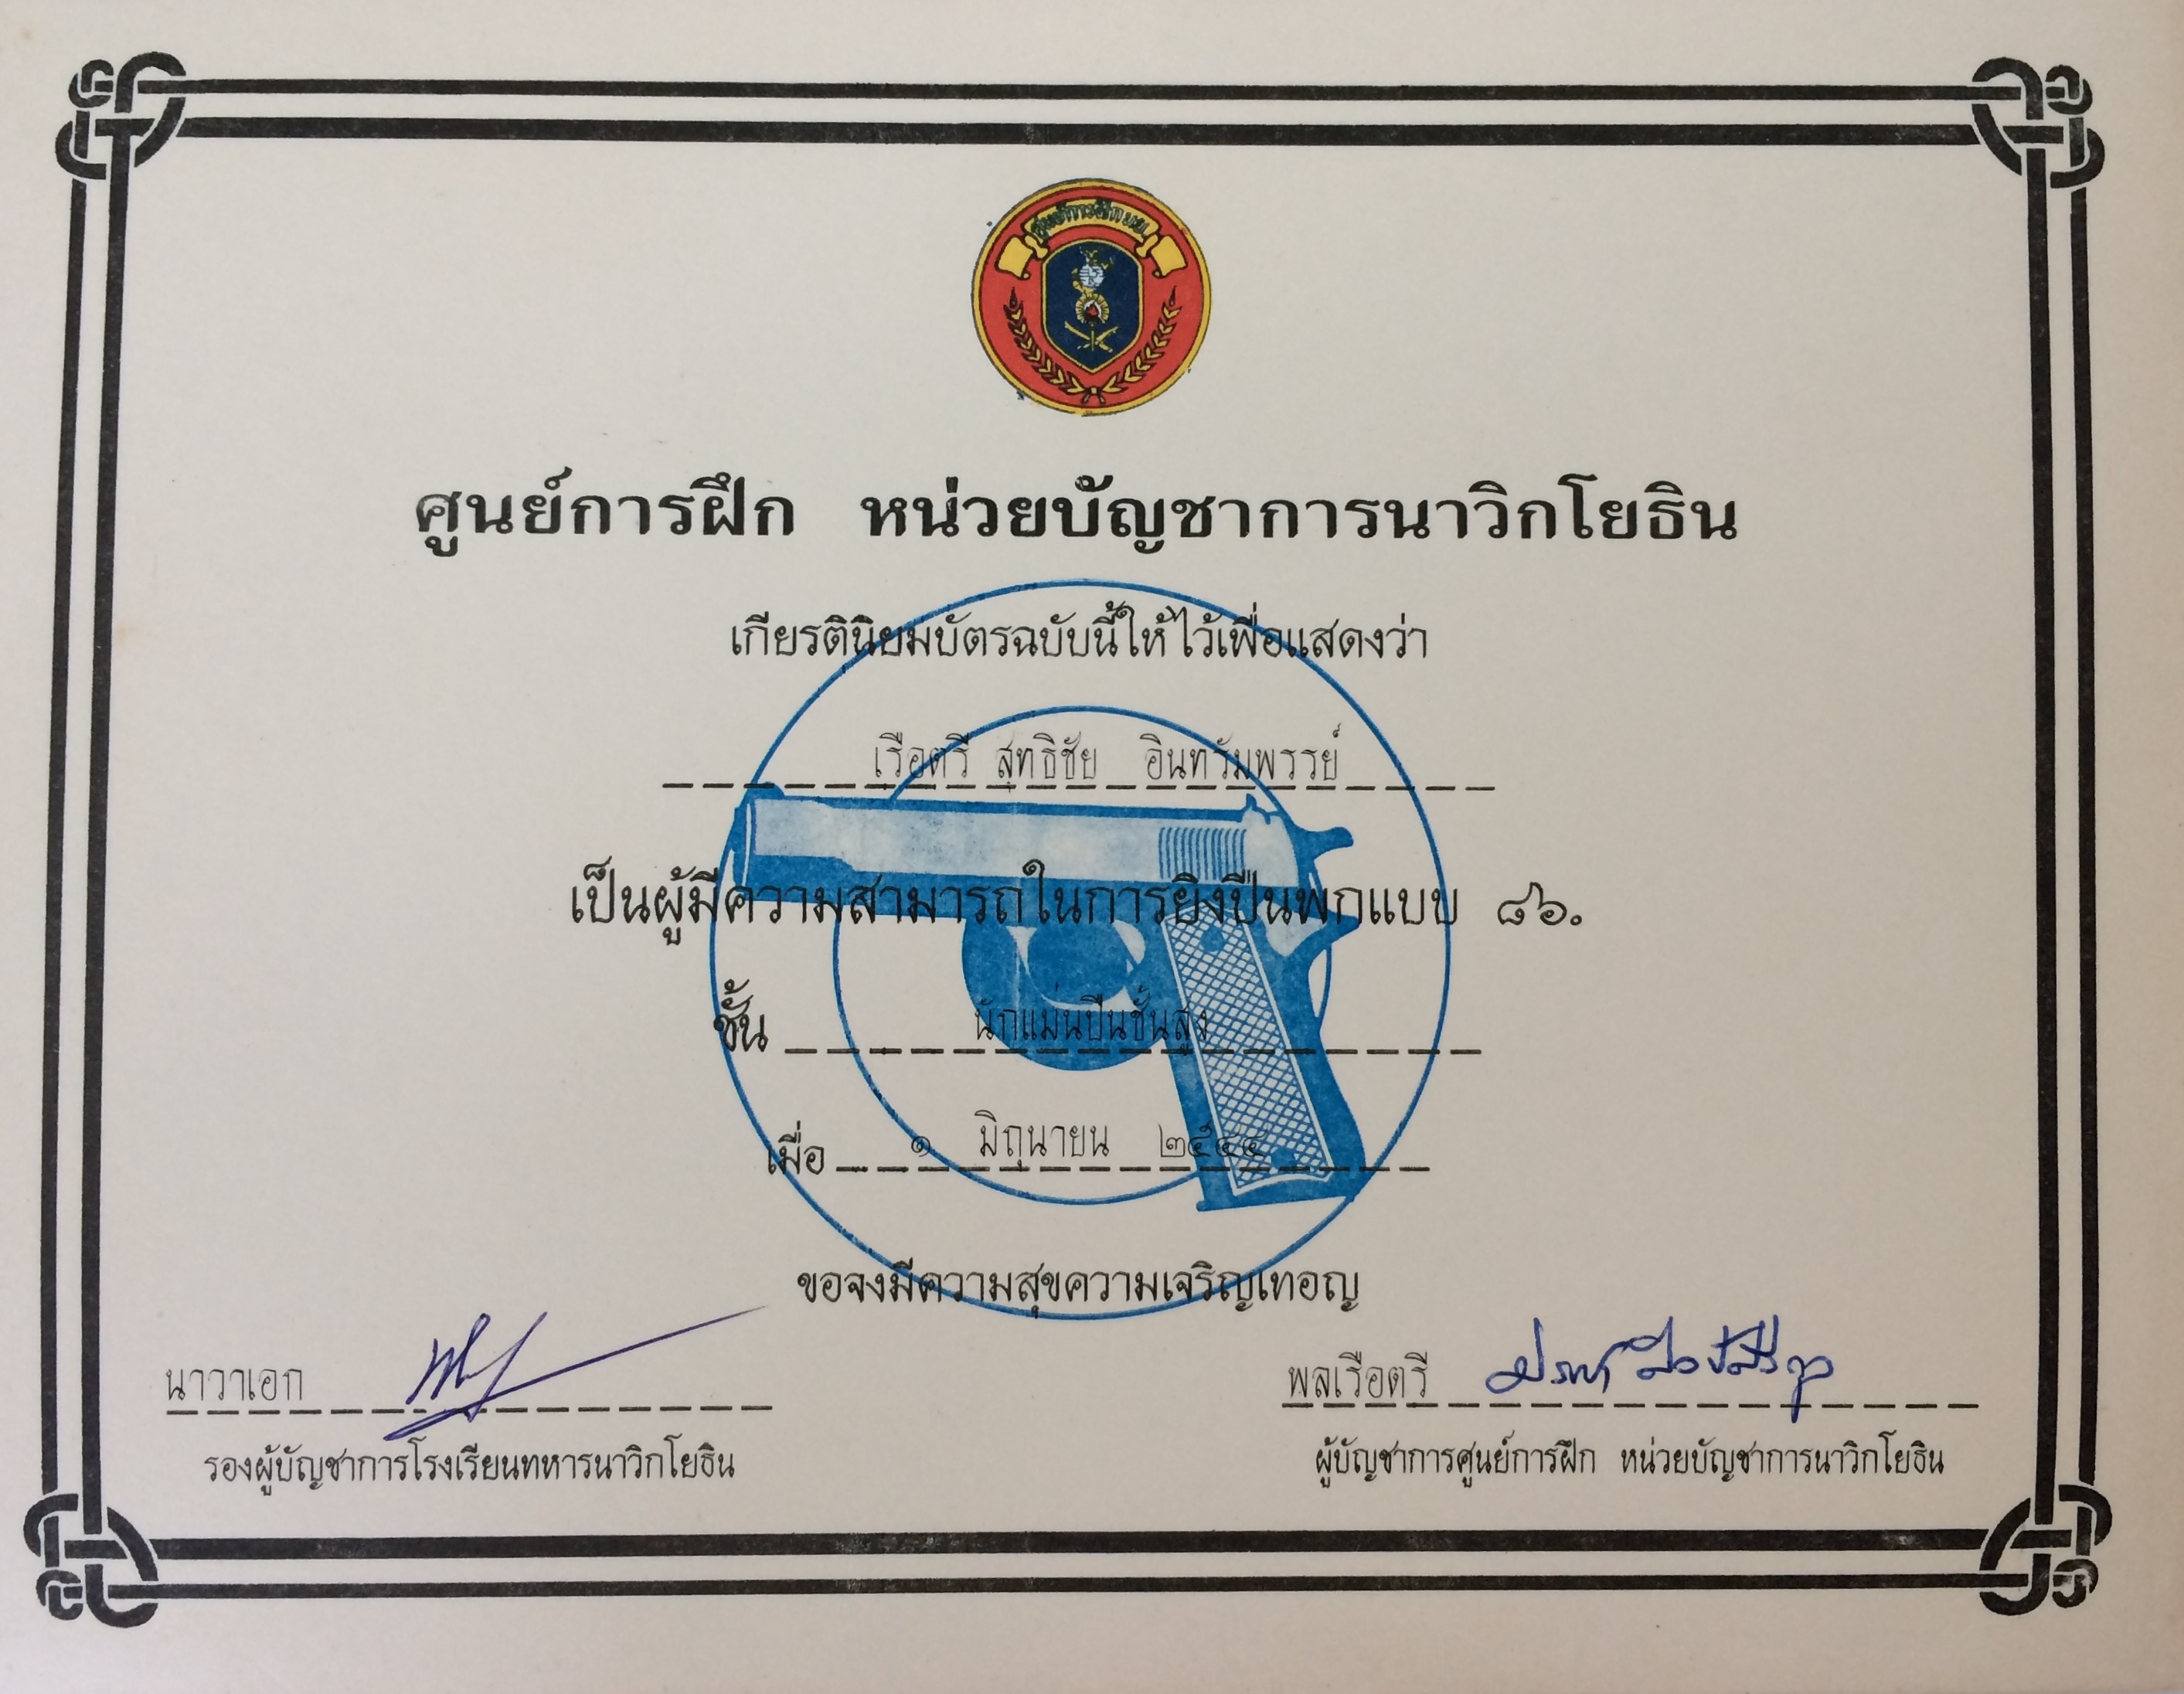 ศูนย์การฝึก นย.
ศูนย์การฝึก หน่วยบัญชาการนาวิกโยธิน
เกียรตินิยมบัตรฉบับนี้ให้ไว้เพื่อแสดงว่า
เรือตรี สุทธิชัย อินทรัมพรรย์
เป็นผู้มีความสามารถในการยิงปืนพกแบบ ๘๖.
ชั้น นักแม่นปืนชั้นสูง
เมื่อ ๑ มิถุนายน ๒๕๔๔
ขอจงมีความสุขความเจริญเทอญ
นาวาเอก
รองผู้บัญชาการโรงเรียนทหารนาวิกโยธิน
พลเรือตรี
ผู้บัญชาการศูนย์การฝึก หน่วยบัญชาการนาวิกโยธิน